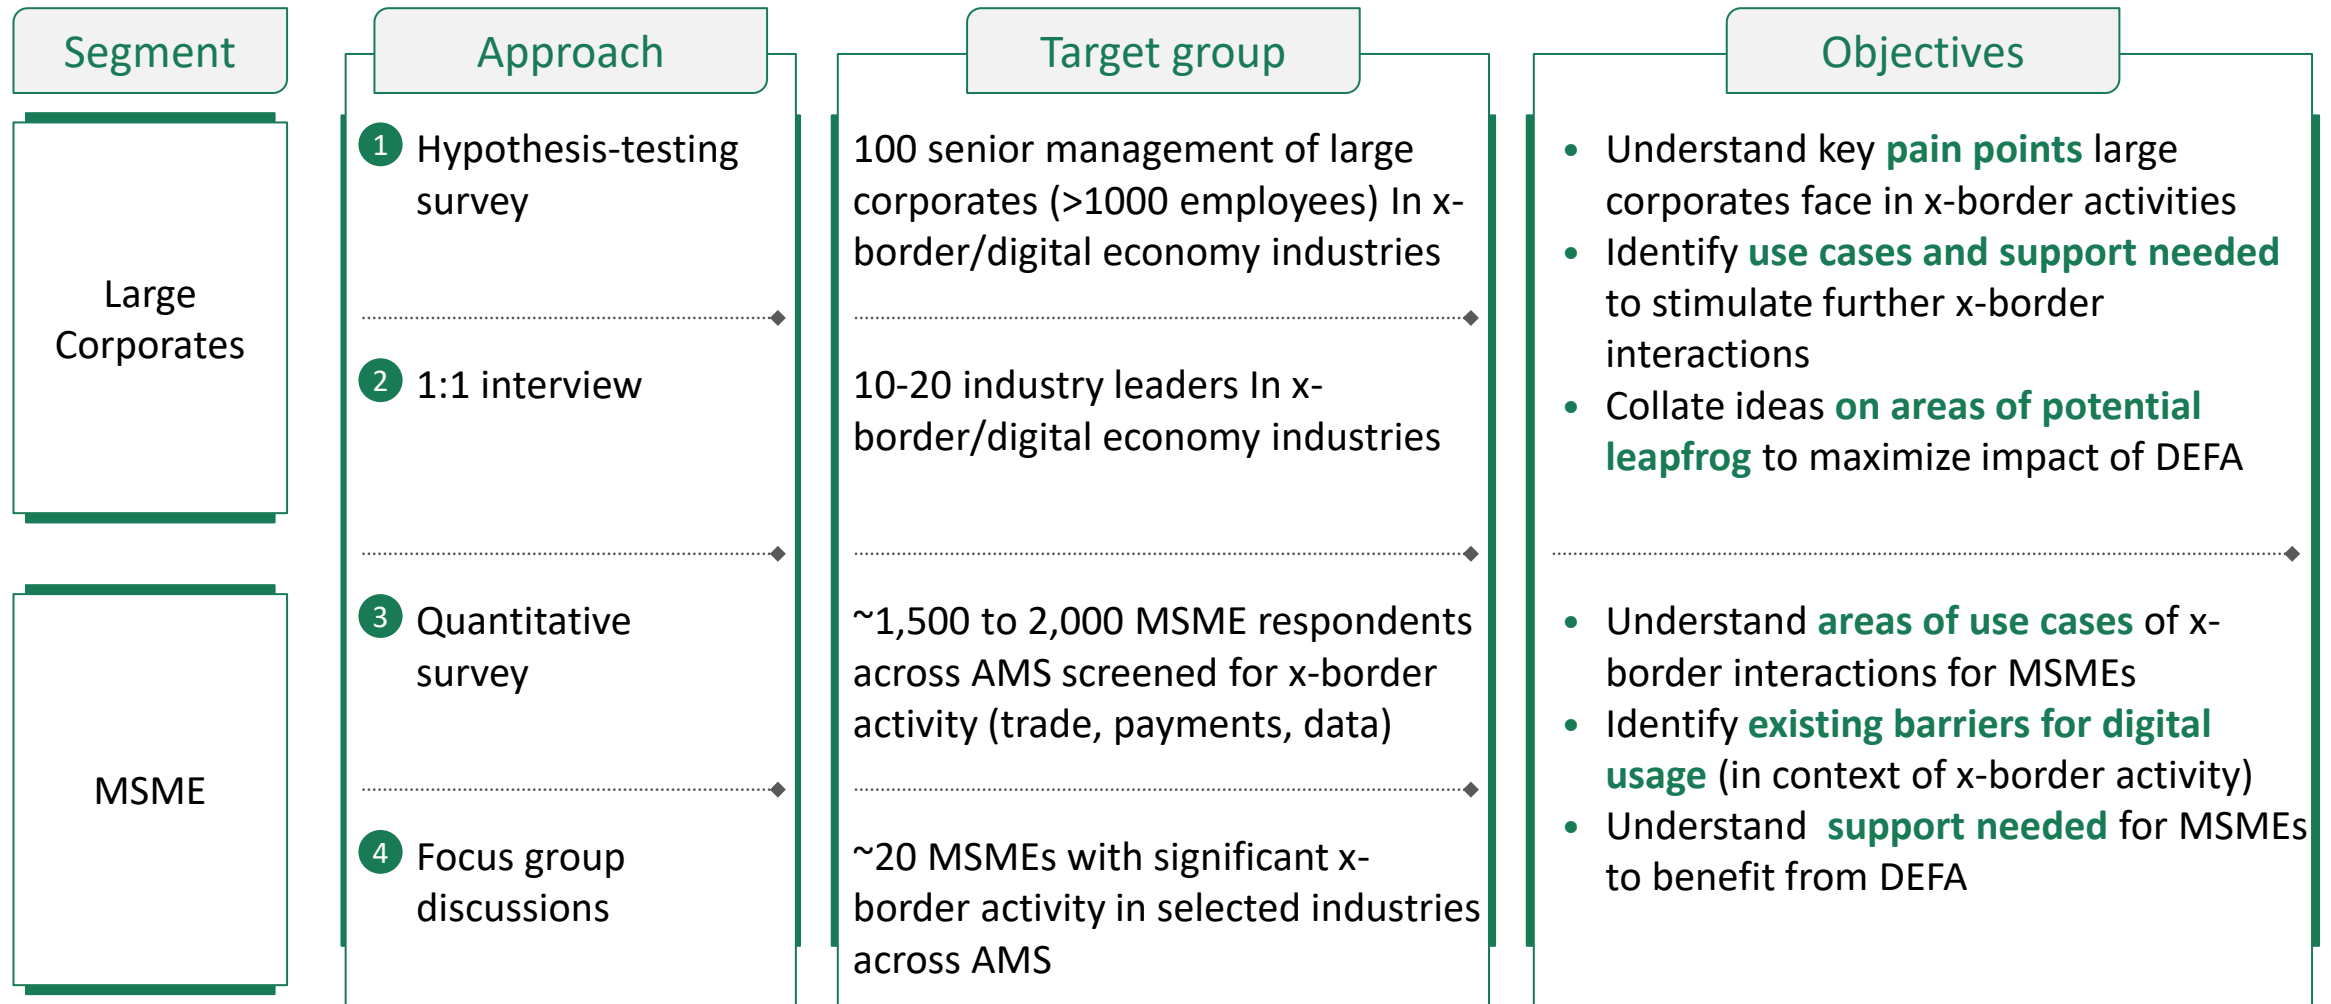 Segment
Approach
Target group
Objectives
Large
Corporates
1 Hypothesis-testing
survey
100 senior management of large
corporates (>1000 employees) In x-
border/digital economy industries
2 1:1 interview
10-20 industry leaders In x-
border/digital economy industries
• Understand key pain points large
corporates face in x-border activities
• Identify use cases and support needed
to stimulate further x-border
interactions
• Collate ideas on areas of potential
leapfrog to maximize impact of DEFA
MSME
3 Quantitative
survey
~1,500 to 2,000 MSME respondents
across AMS screened for x-border
activity (trade, payments, data)
4 Focus group
discussions
~20 MSMEs with significant x-
border activity in selected industries
across AMS
• Understand areas of use cases of x-
border interactions for MSMEs
• Identify existing barriers for digital
usage (in context of x-border activity)
• Understand  support needed for MSMEs
to benefit from DEFA